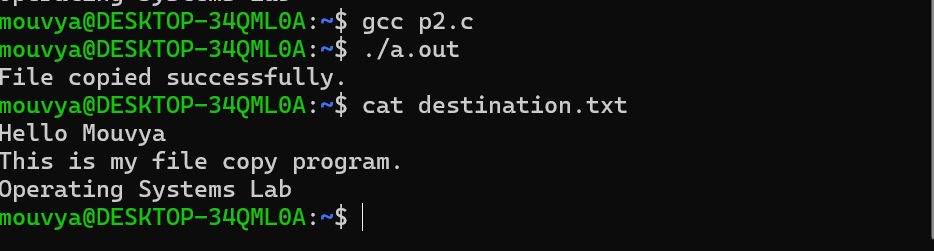 mouvya@DESKTOP-34QML0A:~$ gcc p2.c
mouvya@DESKTOP-34QML0A:~$ ./a.out
File copied successfully.
mouvya@DESKTOP-34QML0A:~$ cat destination.txt
Hello Mouvya
This is my file copy program.
Operating Systems Lab
mouvya@DESKTOP-34QML0A:~$